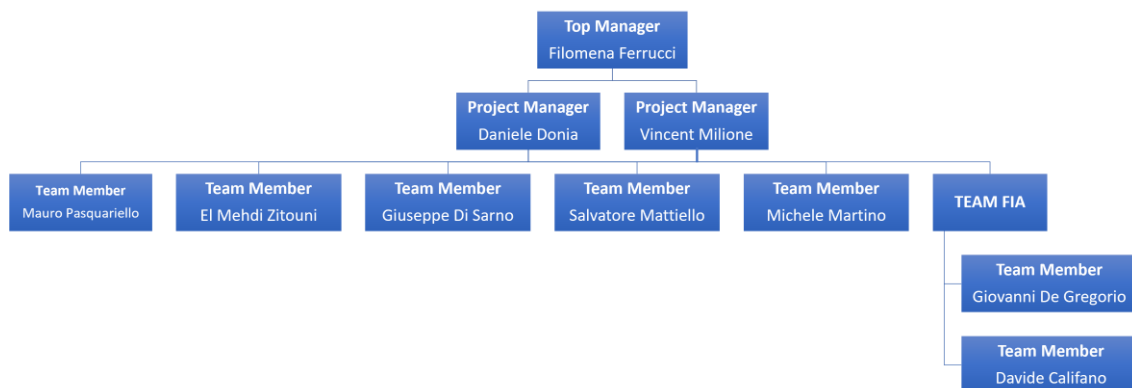 Top Manager
Filomena Ferrucci
Project Manager
Daniele Donia
Project Manager
Vincent Milione
Team Member
Mauro Pasquariello
Team Member
El Mehdi Zitouni
Team Member
Giuseppe Di Sarno
Team Member
Salvatore Mattiello
Team Member
Michele Martino
TEAM FIA
Team Member
Giovanni De Gregorio
Team Member
Davide Califano